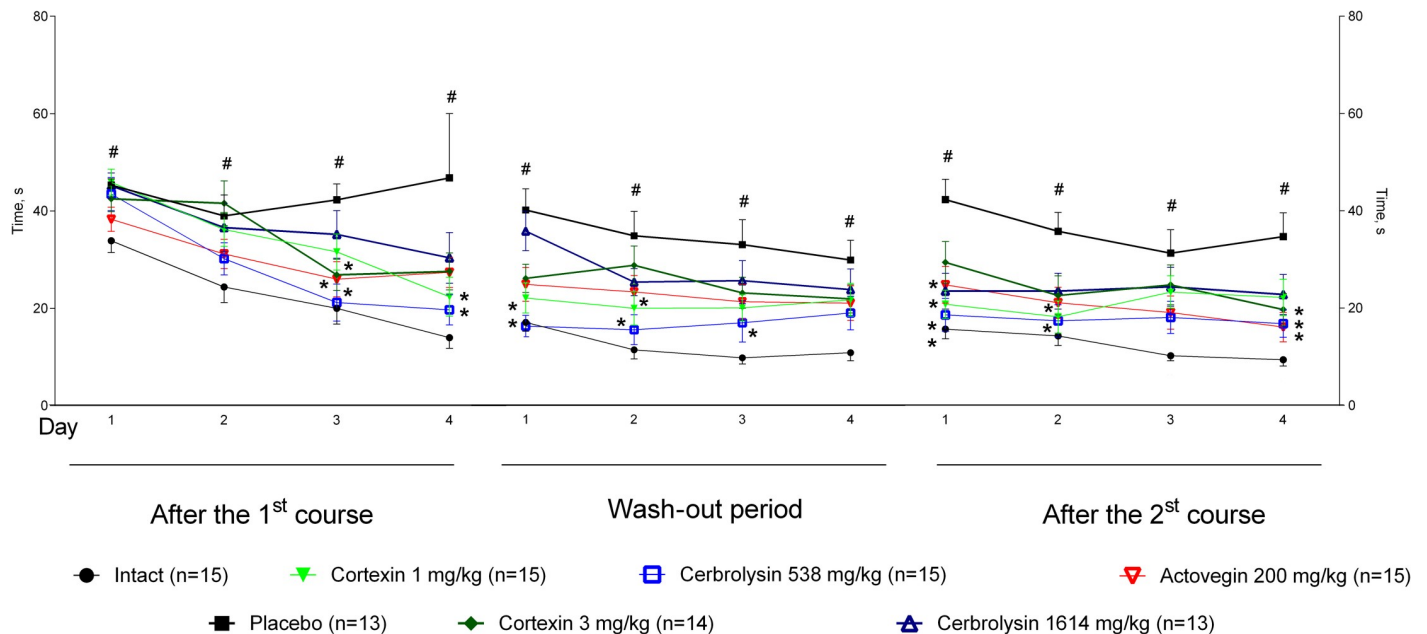 80 80
# # # #
60 60
# # # #
# # # #
Time, s 40 40 Time, s
* * * * *
20 20
* * * * * * * * * * * * *
0 0
Day 1 2 3 4 1 2 3 4 1 2 3 4
After the 1st course Wash-out period After the 2st course
Intact (n=15) Cortexin 1 mg/kg (n=15) Cerbrolysin 538 mg/kg (n=15) Actovegin 200 mg/kg (n=15)
Placebo (n=13) Cortexin 3 mg/kg (n=14) Cerbrolysin 1614 mg/kg (n=13)